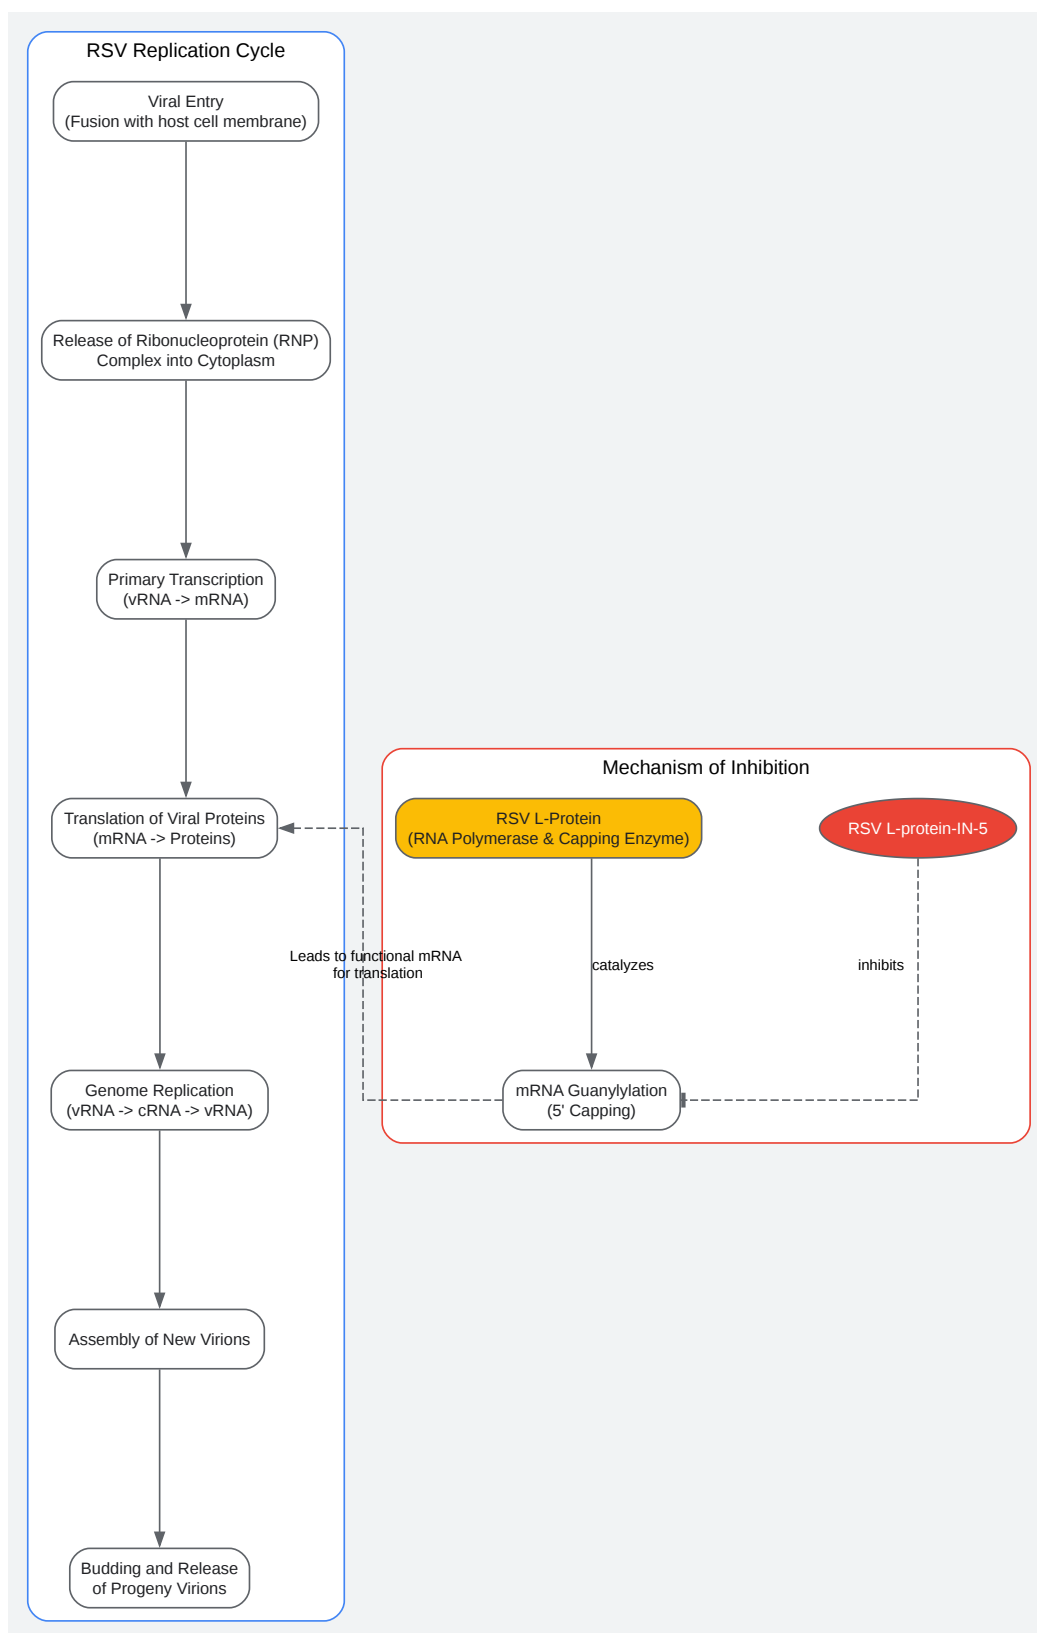 RSV Replication Cycle
Viral Entry
(Fusion with host cell membrane)
Release of Ribonucleoprotein (RNP)
Complex into Cytoplasm
Primary Transcription
(vRNA -> mRNA)
Translation of Viral Proteins
(mRNA -> Proteins)
Genome Replication
(vRNA -> cRNA -> vRNA)
Assembly of New Virions
Budding and Release
of Progeny Virions
Leads to functional mRNA
for translation
Mechanism of Inhibition
RSV L-Protein
(RNA Polymerase & Capping Enzyme)
RSV L-protein-IN-5
catalyzes
inhibits
mRNA Guanylylation
(5' Capping)